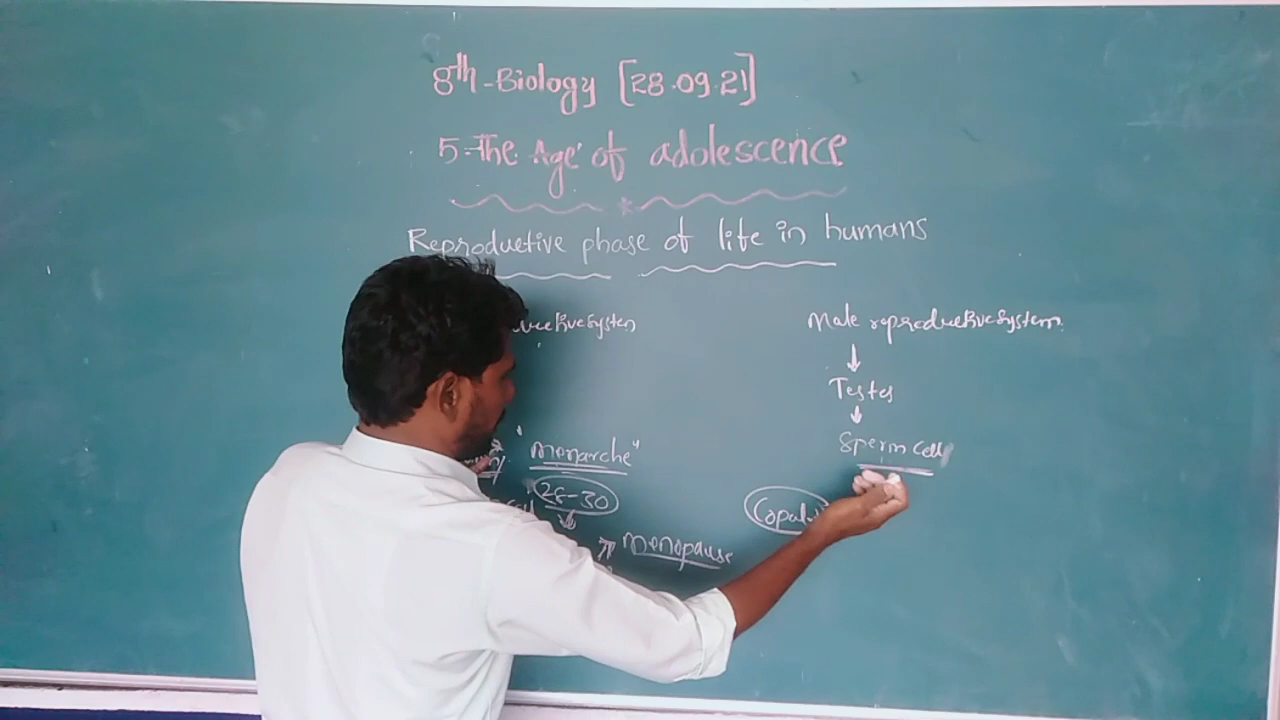 8th-Biology [28.09.21]
5.The Age of adolescence
Reproductive phase of life in humans
Male reproductive system
Testes
Sperm cell
"Menarche"
28-30
Menopause